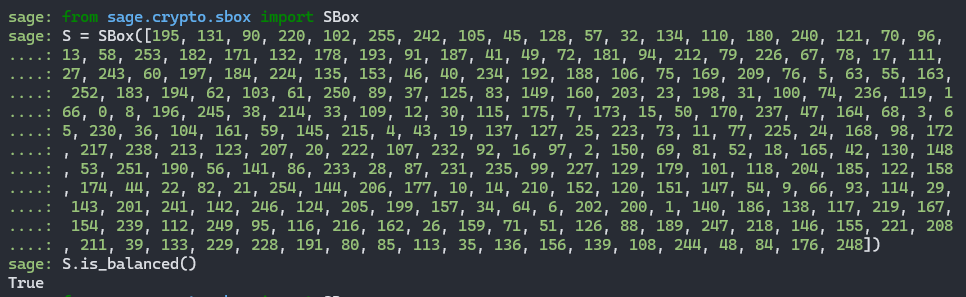 sage: from sage.crypto.sbox import SBox
sage: S = SBox([195, 131, 90, 220, 102, 255, 242, 105, 45, 128, 57, 32, 134, 110, 180, 240, 121, 70, 96,
....: 13, 58, 253, 182, 171, 132, 178, 193, 91, 187, 41, 49, 72, 181, 94, 212, 79, 226, 67, 78, 17, 111,
....: 27, 243, 60, 197, 184, 224, 135, 153, 46, 40, 234, 192, 188, 106, 75, 169, 209, 76, 5, 63, 55, 163,
....:  252, 183, 194, 62, 103, 61, 250, 89, 37, 125, 83, 149, 160, 203, 23, 198, 31, 100, 74, 236, 119, 1
....: 66, 0, 8, 196, 245, 38, 214, 33, 109, 12, 30, 115, 175, 7, 173, 15, 50, 170, 237, 47, 164, 68, 3, 6
....: 5, 230, 36, 104, 161, 59, 145, 215, 4, 43, 19, 137, 127, 25, 223, 73, 11, 77, 225, 24, 168, 98, 172
....: , 217, 238, 213, 123, 207, 20, 222, 107, 232, 92, 16, 97, 2, 150, 69, 81, 52, 18, 165, 42, 130, 148
....: , 53, 251, 190, 56, 141, 86, 233, 28, 87, 231, 235, 99, 227, 129, 179, 101, 118, 204, 185, 122, 158
....: , 174, 44, 22, 82, 21, 254, 144, 206, 177, 10, 14, 210, 152, 120, 151, 147, 54, 9, 66, 93, 114, 29,
....:  143, 201, 241, 142, 246, 124, 205, 199, 157, 34, 64, 6, 202, 200, 1, 140, 186, 138, 117, 219, 167,
....:  154, 239, 112, 249, 95, 116, 216, 162, 26, 159, 71, 51, 126, 88, 189, 247, 218, 146, 155, 221, 208
....: , 211, 39, 133, 229, 228, 191, 80, 85, 113, 35, 136, 156, 139, 108, 244, 48, 84, 176, 248])
sage: S.is_balanced()
True